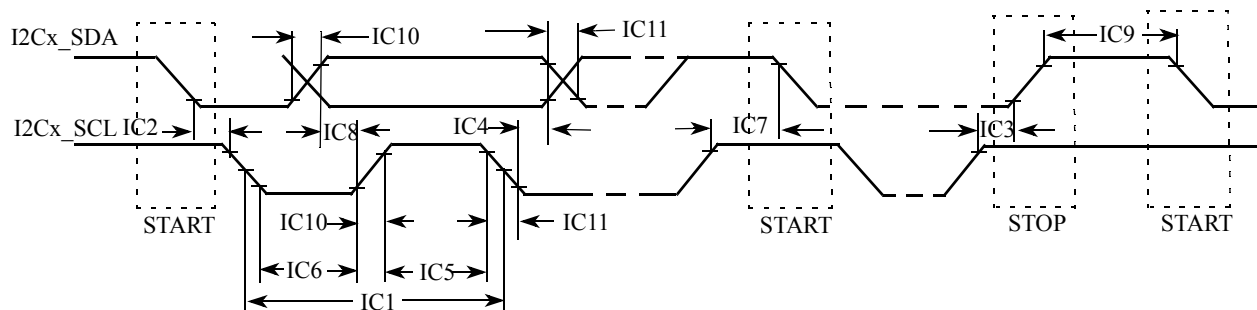 I2Cx_SDA IC10 IC11 IC9
I2Cx_SCL IC2 IC8 IC4 IC7 IC3
START IC10 IC11 START STOP START
IC6 IC5
IC1